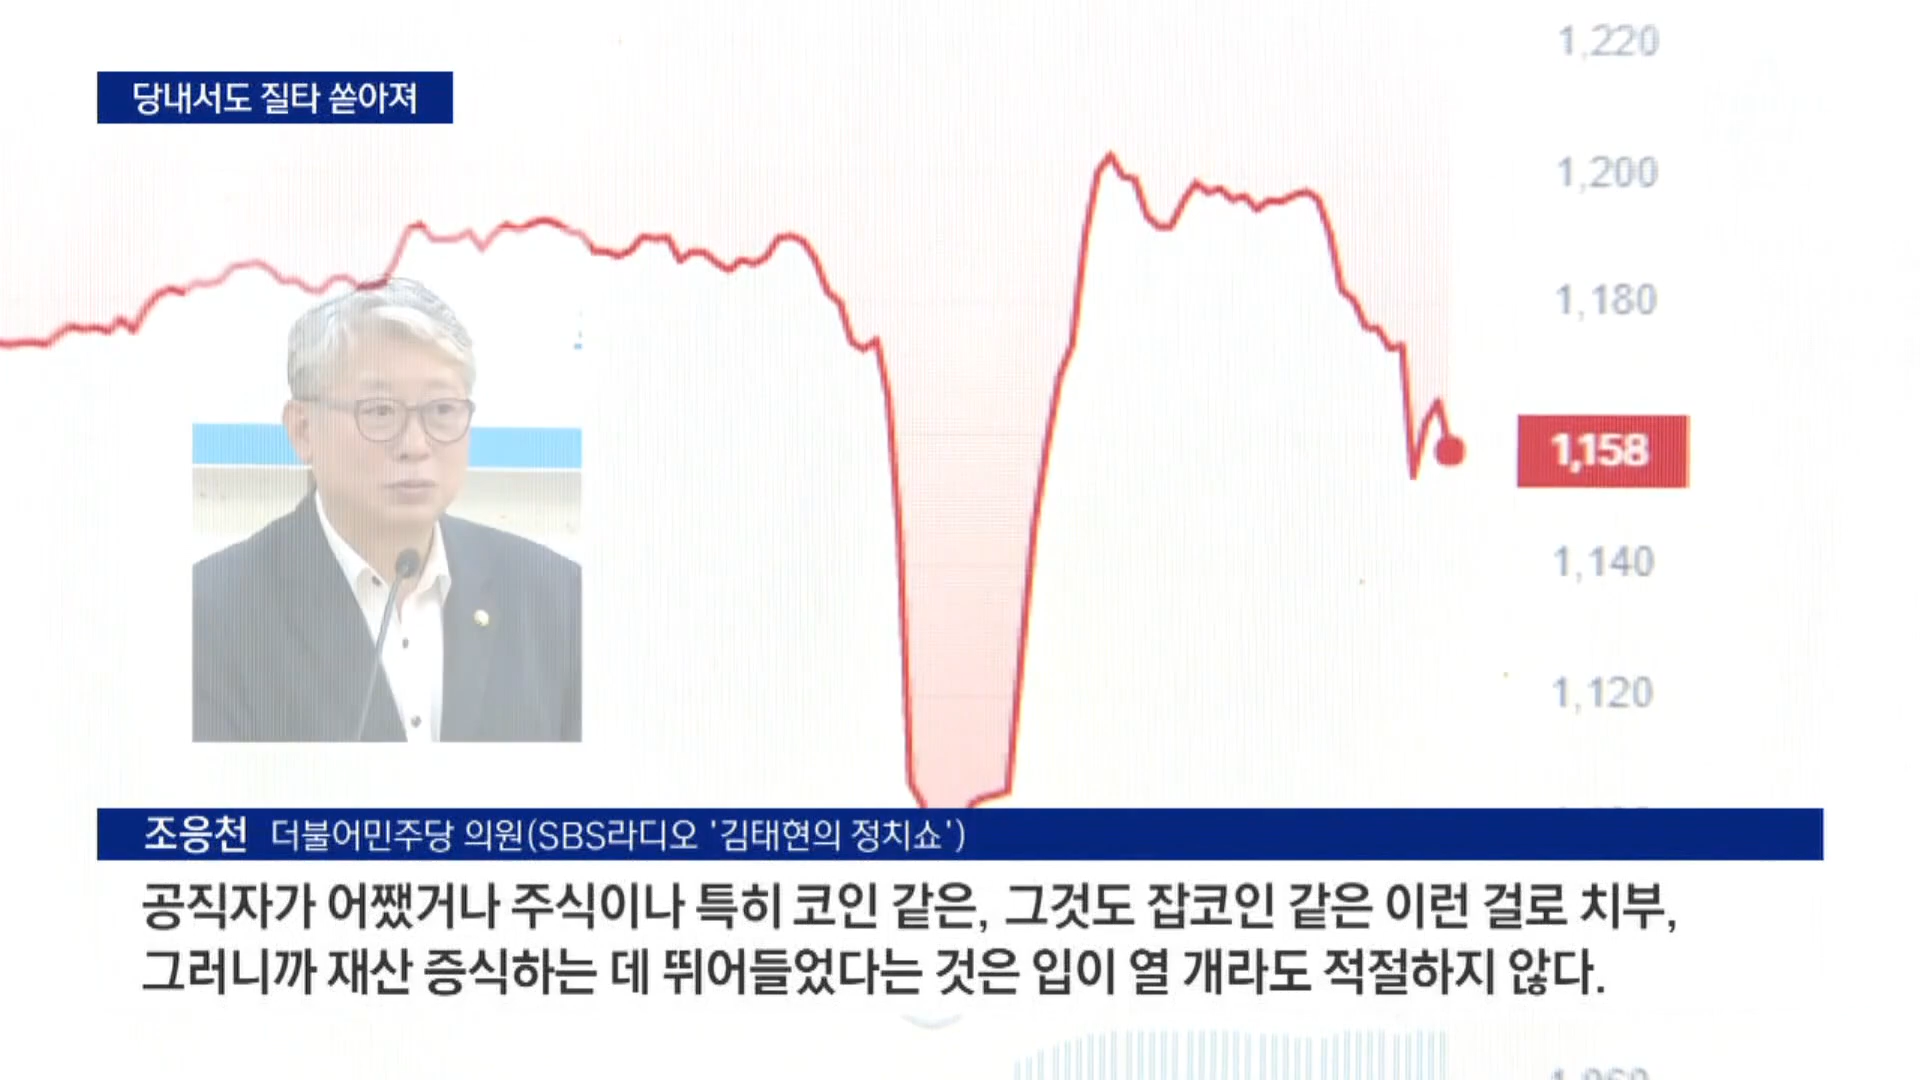 1,220
당내서도 질타 쏟아져
1,200
1,180
1,158
1,140
1,120
조응천 더불어민주당 의원(SBS라디오 '김태현의 정치쇼')
공직자가 어쨌거나 주식이나 특히 코인 같은, 그것도 잡코인 같은 이런 걸로 치부,
그러니까 재산 증식하는 데 뛰어들었다는 것은 입이 열 개라도 적절하지 않다.